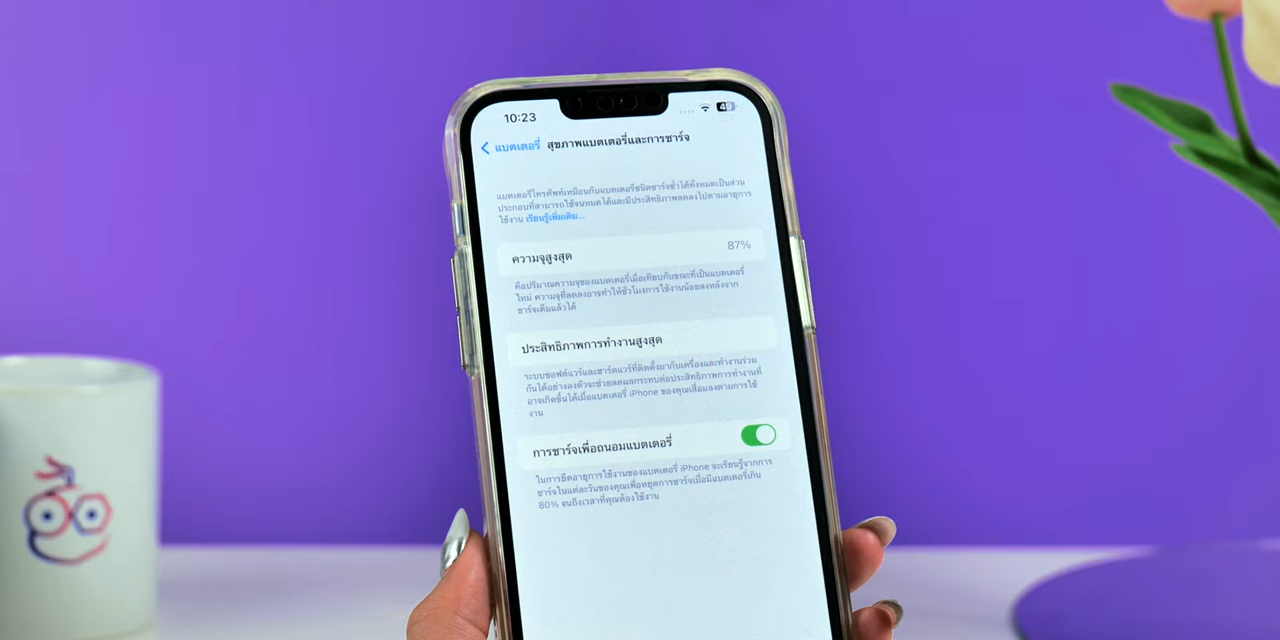 10:23
49
แบตเตอรี่ สุขภาพแบตเตอรี่และการชาร์จ
แบตเตอรี่โทรศัพท์เหมือนกับแบตเตอรี่ชนิดชาร์จซ้ำได้ทั้งหมดเป็นส่วน
ประกอบที่สามารถใช้จนหมดได้และมีประสิทธิภาพลดลงไปตามอายุการ
ใช้งาน เรียนรู้เพิ่มเติม...
ความจุสูงสุด 87%
คือปริมาณความจุของแบตเตอรี่เมื่อเทียบกับขณะที่เป็นแบตเตอรี่
ใหม่ ความจุที่ลดลงอาจทำให้ชั่วโมงการใช้งานน้อยลงหลังจาก
ชาร์จเต็มแล้วได้
ประสิทธิภาพการทำงานสูงสุด
ระบบซอฟต์แวร์และฮาร์ดแวร์ที่ติดตั้งมากับเครื่องและทำงานร่วม
กันได้อย่างลงตัวจะช่วยลดผลกระทบต่อประสิทธิภาพการทำงานที่
อาจเกิดขึ้นได้เมื่อแบตเตอรี่ iPhone ของคุณเสื่อมลงตามการใช้
งาน
การชาร์จเพื่อถนอมแบตเตอรี่
ในการยืดอายุการใช้งานของแบตเตอรี่ iPhone จะเรียนรู้จากการ
ชาร์จในแต่ละวันของคุณเพื่อหยุดการชาร์จเมื่อมีแบตเตอรี่เกิน
80% จนถึงเวลาที่คุณต้องใช้งาน